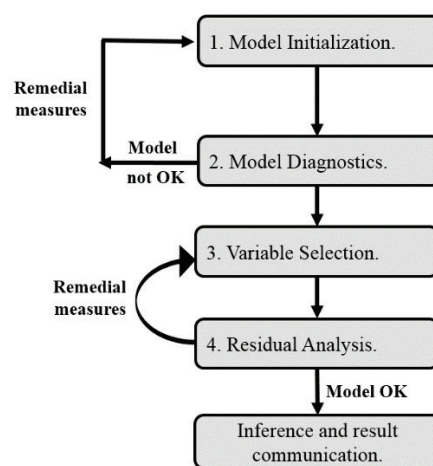 1. Model Initialization.
Remedial
measures
Model
not OK
2. Model Diagnostics.
3. Variable Selection.
Remedial
measures
4. Residual Analysis.
Model OK
Inference and result
communication.